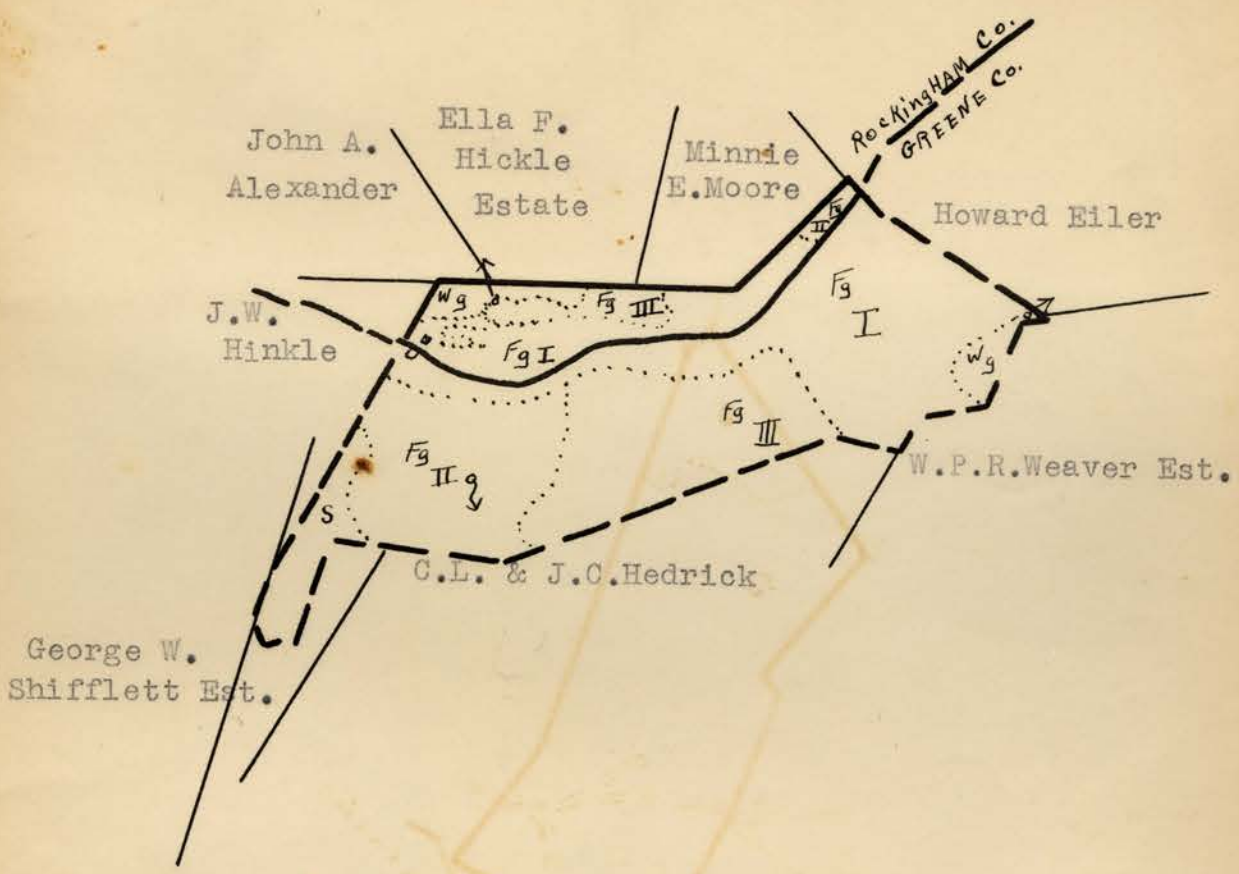 RocKingHAM Co.
GREENE Co.
John A.
Alexander
Ella F.
Hickle
Estate
Minnie
E.Moore
Howard Eiler
J.W.
Hinkle
Wg
Fg III
Fg I
Fg
II
Fg
I
Wg
Fg
II
Fg
III
S
W.P.R.Weaver Est.
C.L. & J.C.Hedrick
George W.
Shifflett Est.